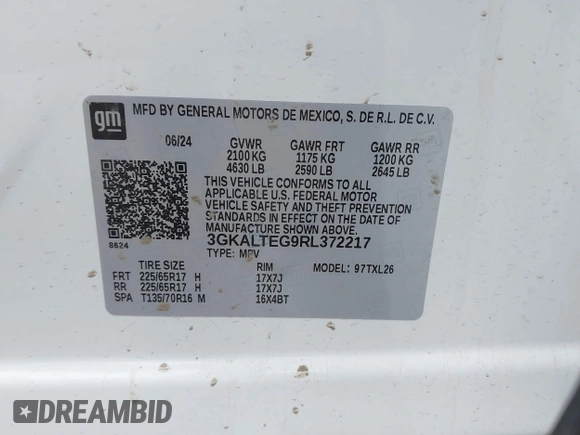 gm
MFD BY GENERAL MOTORS DE MEXICO, S. DE R.L. DE C.V.
06/24 GVWR GAWR FRT GAWR RR
2100 KG 1175 KG 1200 KG
4630 LB 2590 LB 2645 LB
THIS VEHICLE CONFORMS TO ALL
APPLICABLE U.S. FEDERAL MOTOR
VEHICLE SAFETY AND THEFT PREVENTION
STANDARDS IN EFFECT ON THE DATE OF
MANUFACTURE SHOWN ABOVE.
8624
3GKALTEG9RL372217
TYPE: MPV
TIRE SIZE RIM MODEL: 97TXL26
FRT 225/65R17 H 17X7J
RR 225/65R17 H 17X7J
SPA T135/70R16 M 16X4BT
DREAMBID